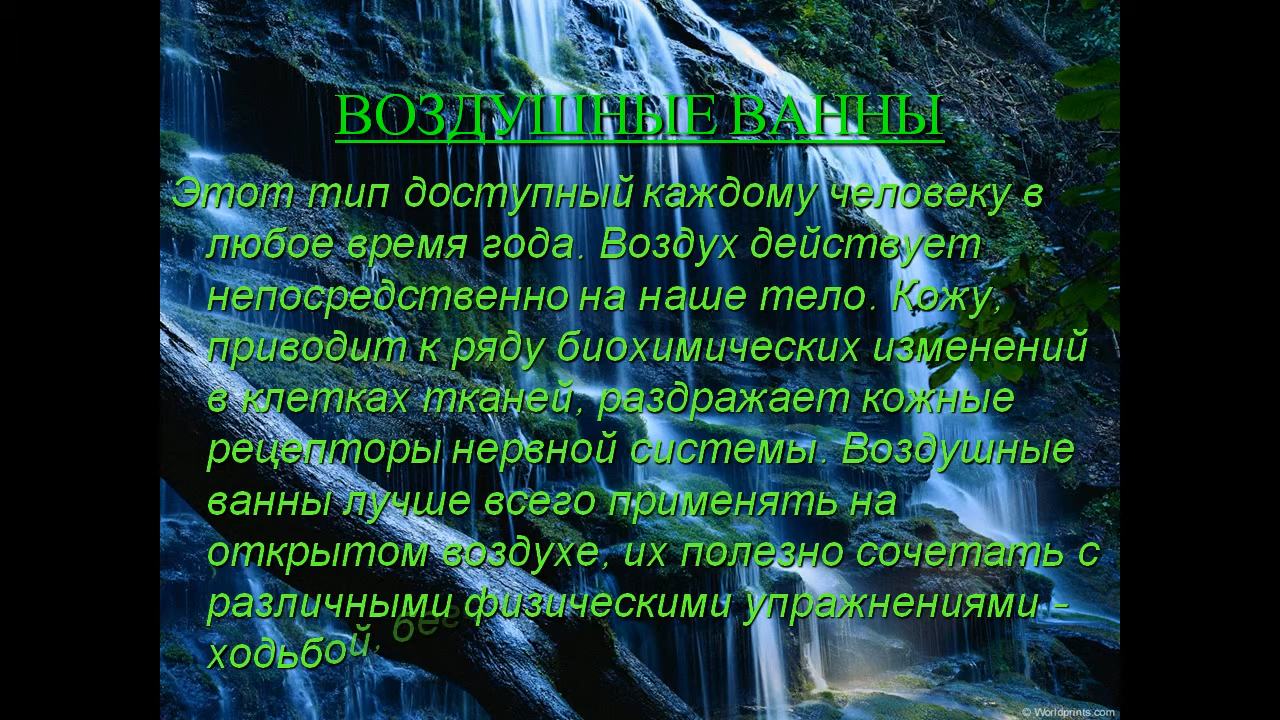 ВОЗДУШНЫЕ ВАННЫ
Этот тип доступный каждому человеку в
любое время года. Воздух действует
непосредственно на наше тело. Кожу,
приводит к ряду биохимических изменений
в клетках тканей, раздражает кожные
рецепторы нервной системы. Воздушные
ванны лучше всего применять на
открытом воздухе, их полезно сочетать с
различными физическими упражнениями –
ходьбой, бег
© Worldprints.com